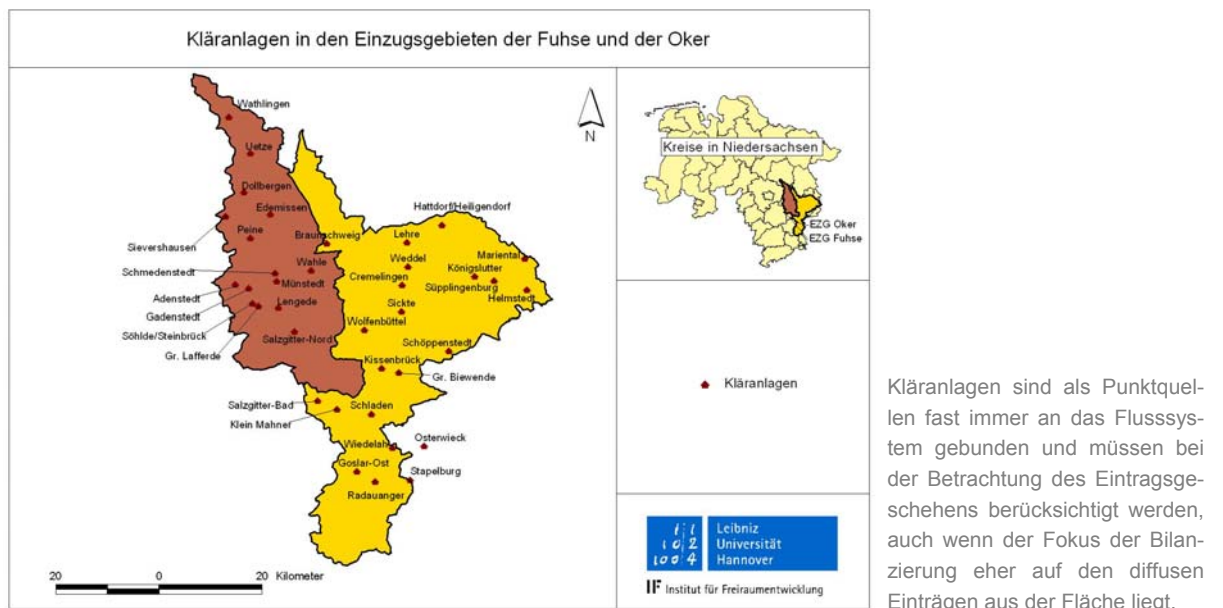 Kläranlagen in den Einzugsgebieten der Fuhse und der Oker
Wathlingen
Uetze
Dollbergen
Edemissen
Hattdorf/Heiligendorf
Peine
Braunschweig
Lehre
Sievershausen
Marienta
Wahle
Weddel
Königslutter
Schmedenstedt
Cremelingen
Münstedt
Süpplingenburg
Adenstedt
Helmstedt
Gadenstedt
Lengede
Sickte
Söhlde/Steinbrück
Wolfenbüttel
Gr. Lafferde
Salzgitter-Nord
Schöppenstedt
Kissenbrück
Gr. Biewende
Salzgitter-Bad
Schladen
Klein Mahner
Wiedelah
Osterwieck
Goslar-Ost
Stapelburg
Radauanger
N
20 0 20 Kilometer
Kreise in Niedersachsen
EZG Oker
EZG Fuhse
Kläranlagen
Leibniz
Universität
Hannover
IF Institut für Freiraumentwicklung
Kläranlagen sind als Punktquel-
len fast immer an das Flusssys-
tem gebunden und müssen bei
der Betrachtung des Eintragsge-
schehens berücksichtigt werden,
auch wenn der Fokus der Bilan-
zierung eher auf den diffusen
Einträgen aus der Fläche liegt.